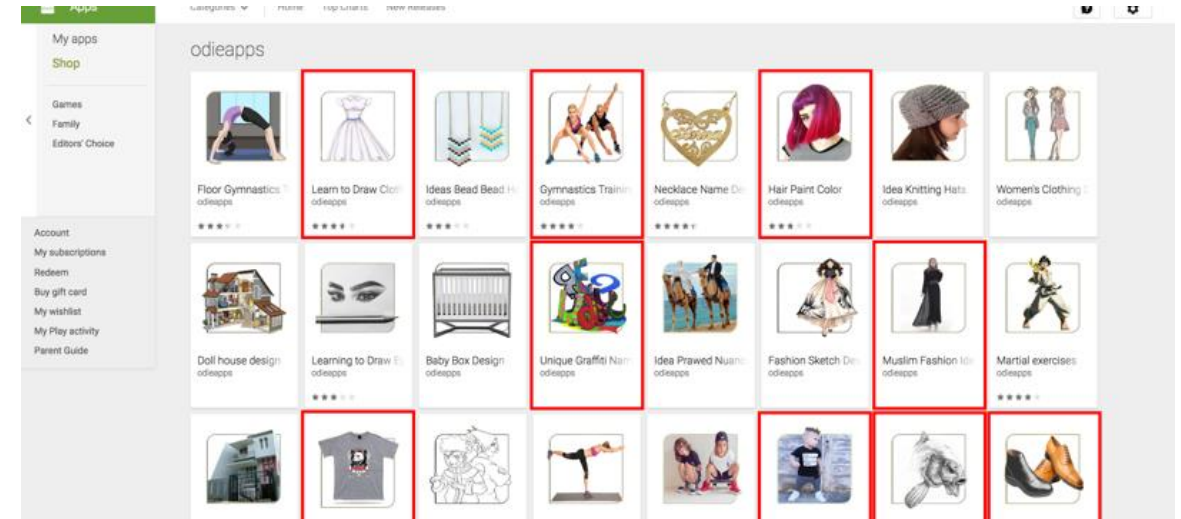 Apps
Categories Home Top Charts New Releases
My apps
Shop
Games
Family
Editors' Choice
Account
My subscriptions
Redeem
Buy gift card
My wishlist
My Play activity
Parent Guide
odieapps
Floor Gymnastics T
odieapps
Learn to Draw Cloth
odieapps
Ideas Bead Bead
odieapps
Gymnastics Trainin
odieapps
Necklace Name De
odieapps
Hair Paint Color
odieapps
Idea Knitting Hats
odieapps
Women's Clothing
odieapps
Doll house design
odieapps
Learning to Draw
odieapps
Baby Box Design
odieapps
Unique Graffiti Nam
odieapps
Idea Prawed Nuanc
odieapps
Fashion Sketch Des
odieapps
Muslim Fashion Ide
odieapps
Martial exercises
odieapps